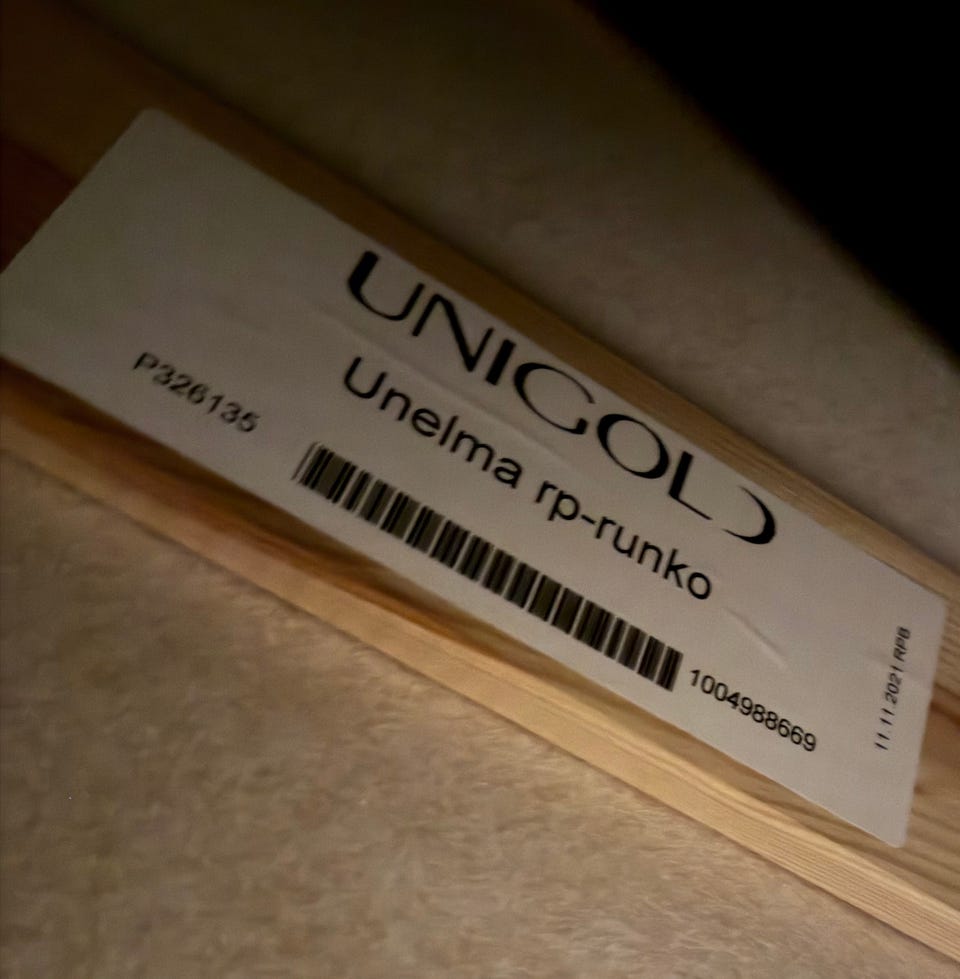 UNIGOLD
Unelma rp-runko
P326135
1004988669
11.11.2021 RPB